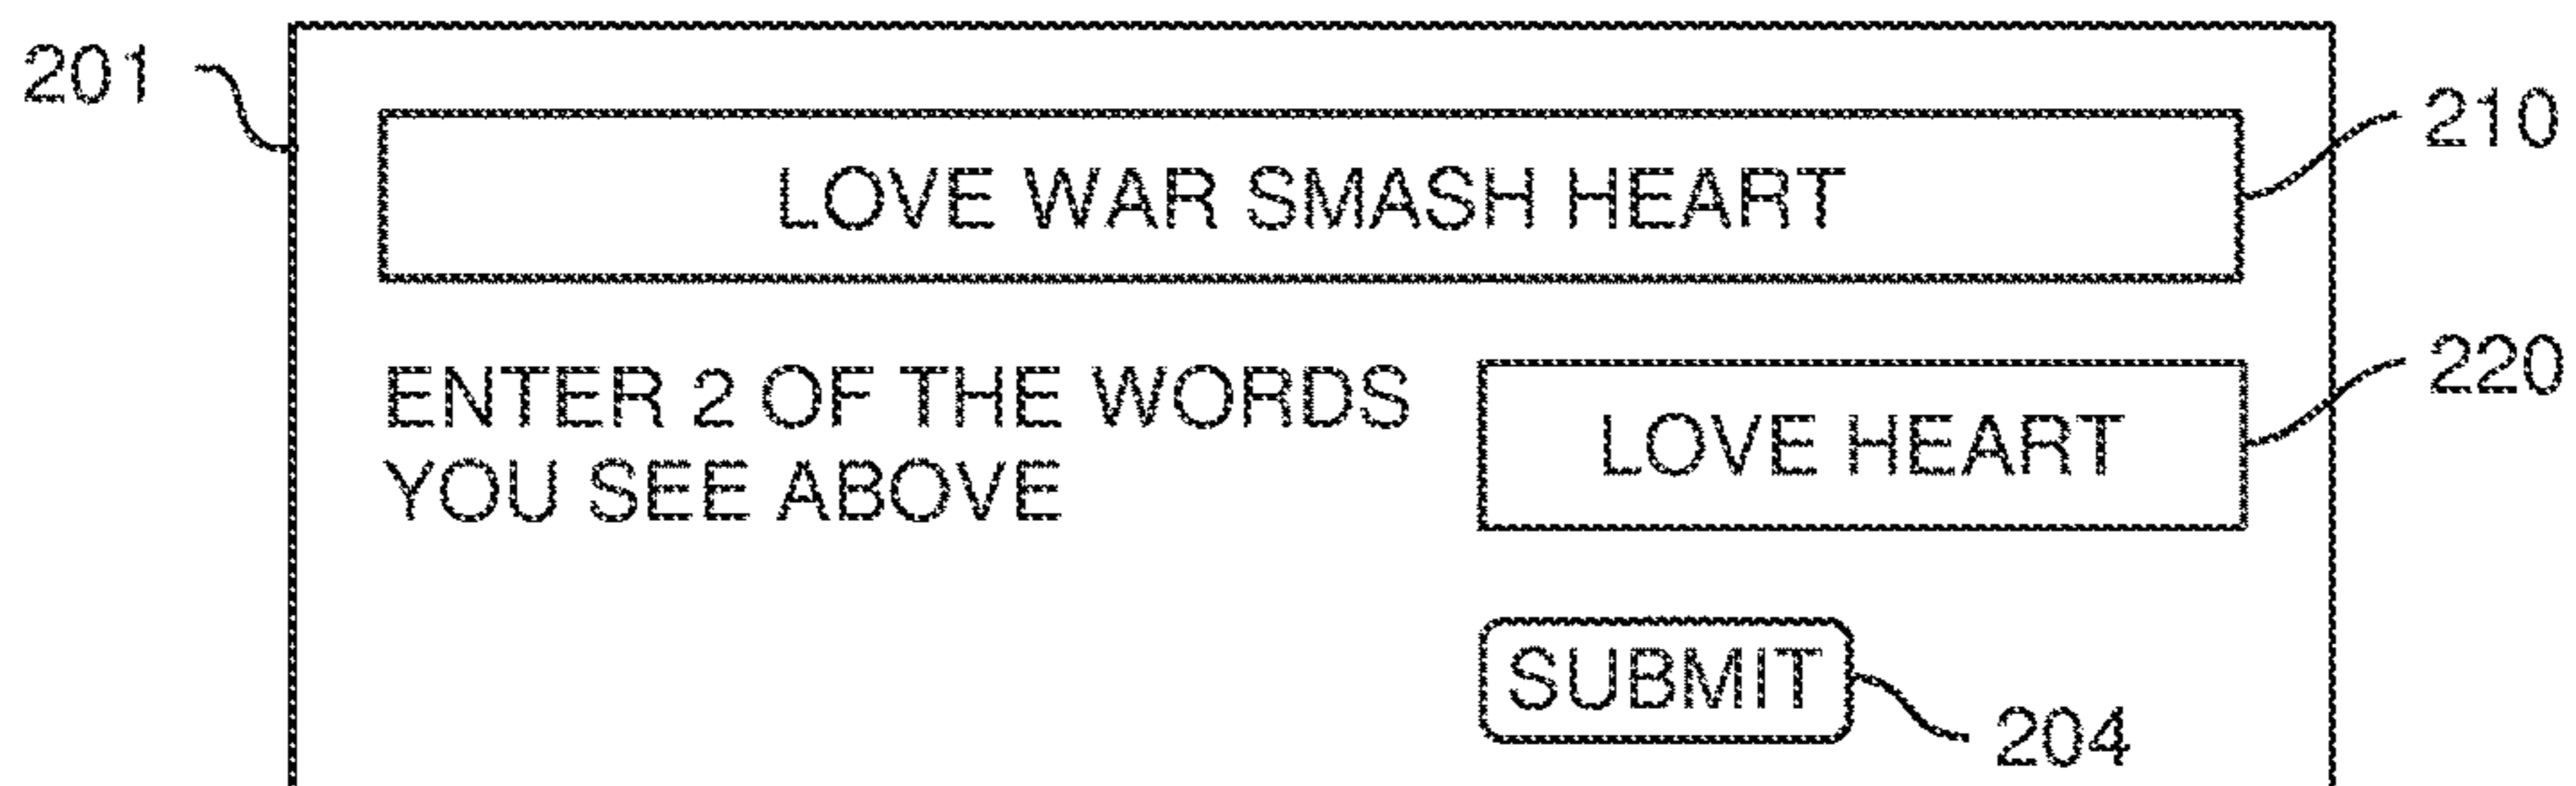 201
210
LOVE WAR SMASH HEART
220
ENTER 2 OF THE WORDS
YOU SEE ABOVE
LOVE HEART
SUBMIT
204